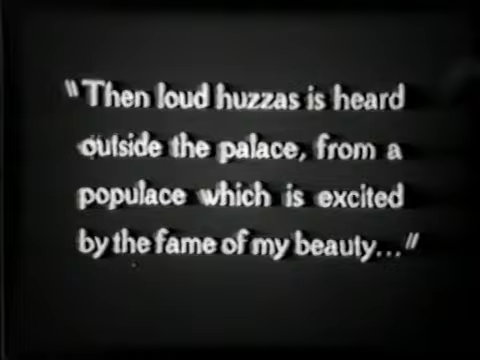 "Then loud huzzas is heard
outside the palace, from a
populace which is excited
by the fame of my beauty..."